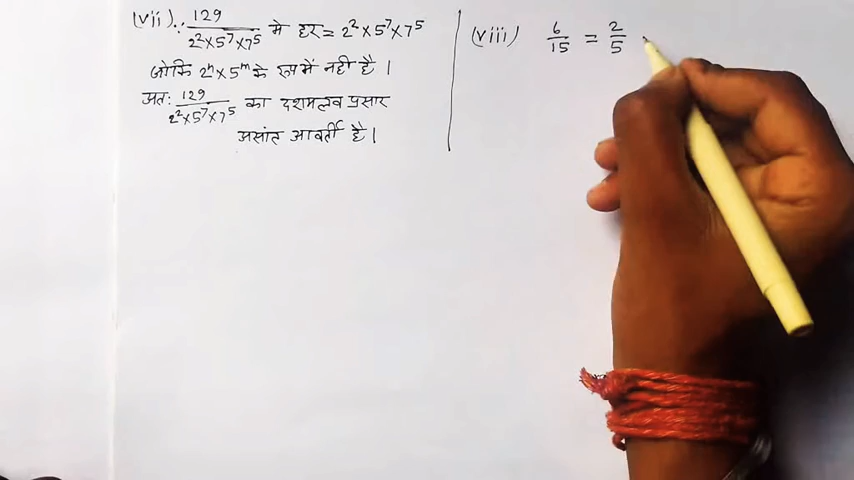 (vii) ∵ 129/2²×5⁷×7⁵ मे हर = 2²×5⁷×7⁵
जोकि 2ⁿ×5ᵐ के रूप में नही है ।
अतः 129/2²×5⁷×7⁵ का दशमलव प्रसार
असांत आवर्ती है ।
(viii) 6/15 = 2/5